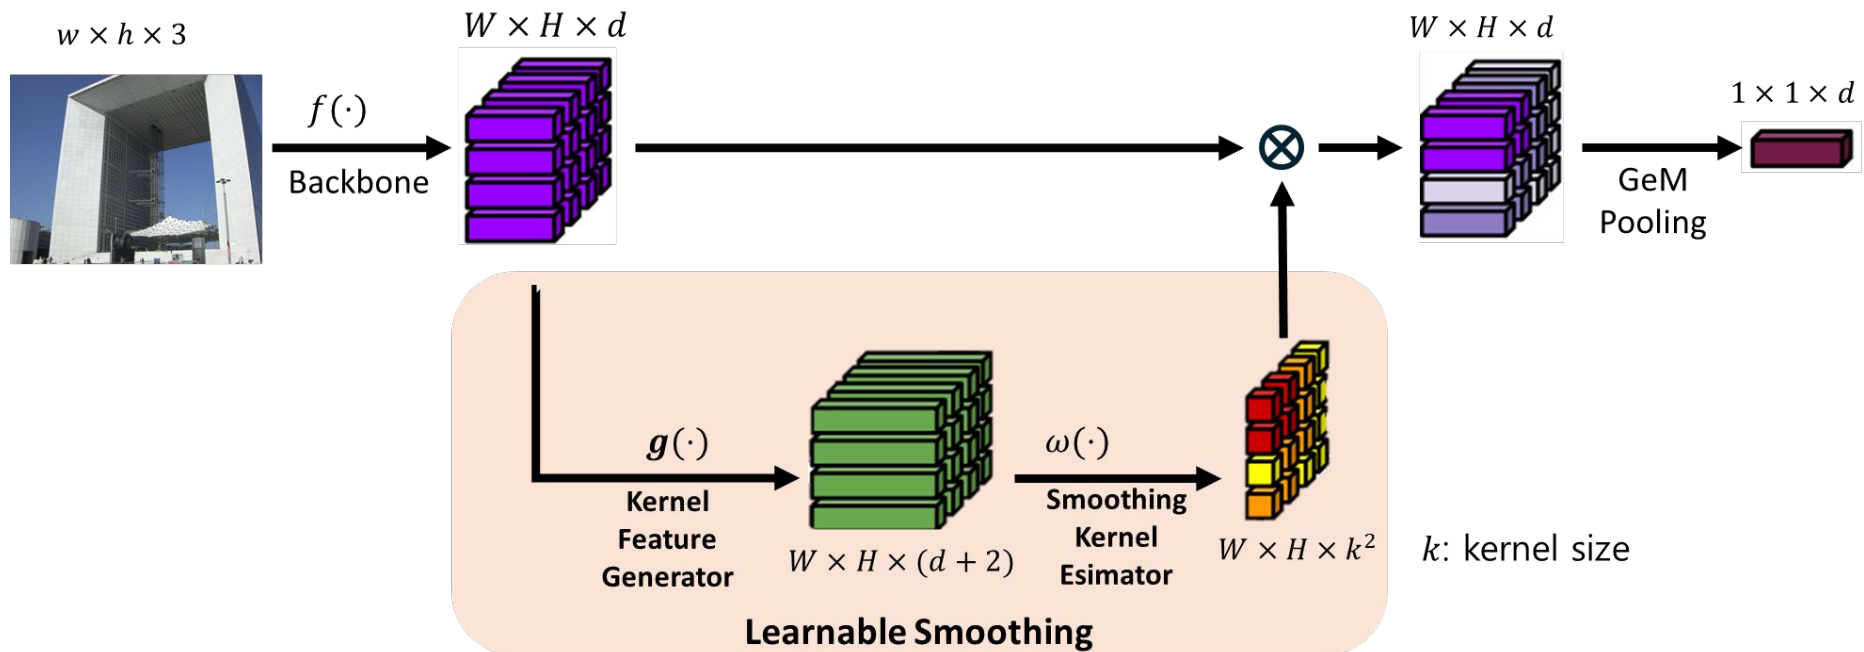 w × h × 3
f(·)
Backbone
W × H × d
W × H × d
GeM
Pooling
1 × 1 × d
g(·)
Kernel
Feature
Generator
W × H × (d + 2)
ω(·)
Smoothing
Kernel
Esimator
W × H × k²
k: kernel size
Learnable Smoothing